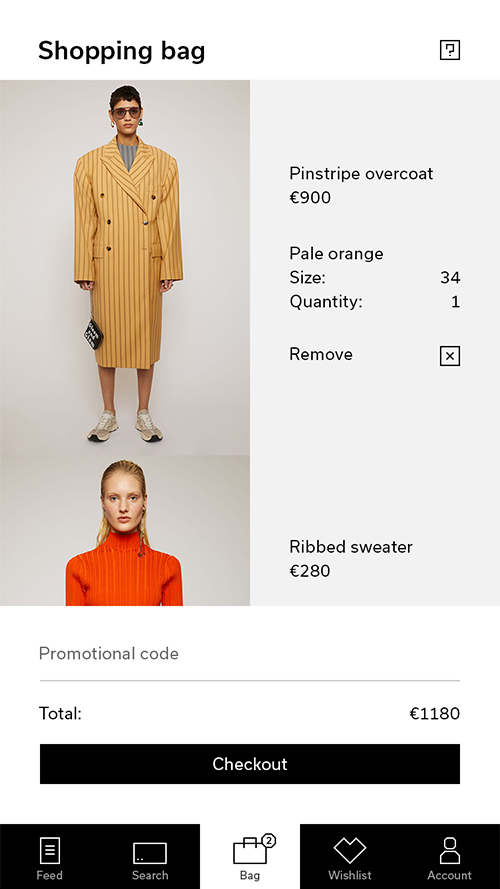 Shopping bag
?
Pinstripe overcoat
€900
Pale orange
Size: 34
Quantity: 1
Remove
Ribbed sweater
€280
Promotional code
Total: €1180
Checkout
2
Feed
Search
Bag
Wishlist
Account